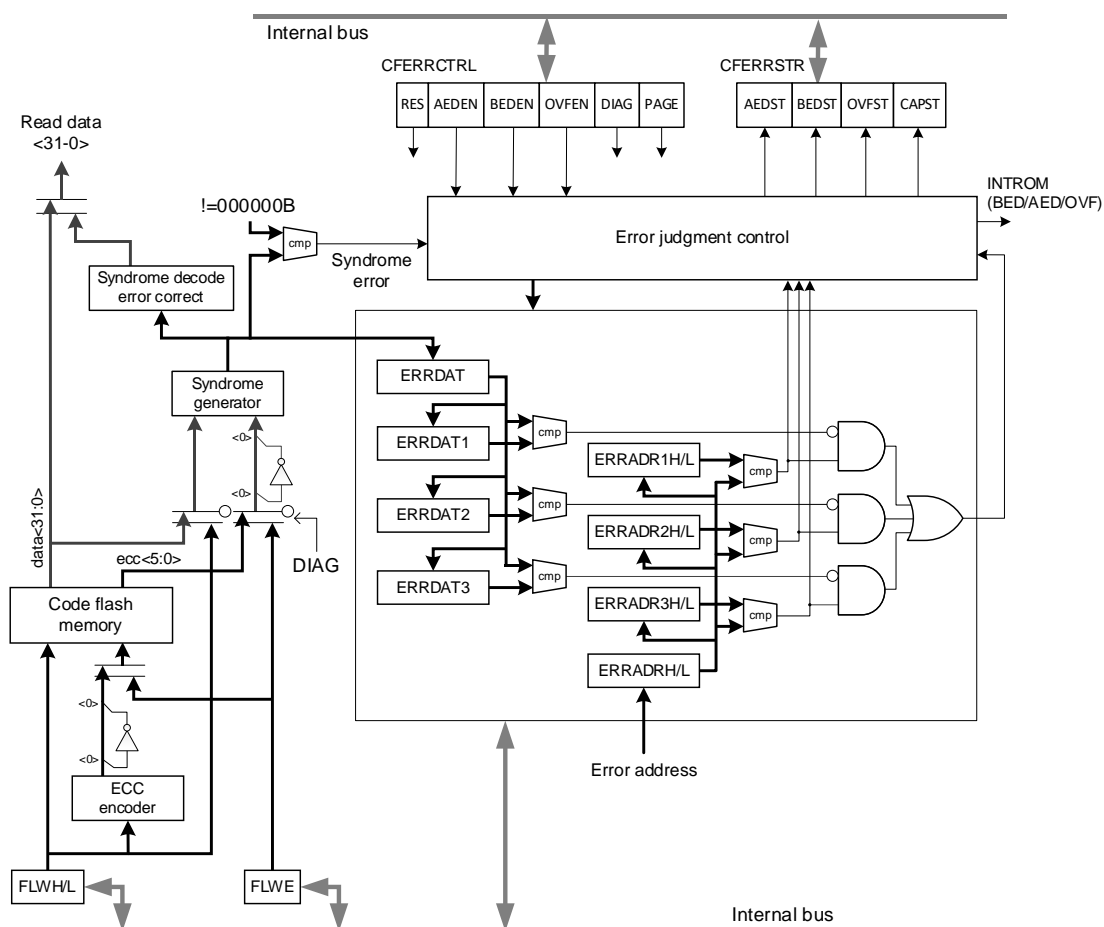 Internal bus
CFERRCTRL
CFERRSTR
RES AEDEN BEDEN OVFEN DIAG PAGE
AEDST BEDST OVFST CAPST
Read data
<31-0>
INTROM
(BED/AED/OVF)
!=000000B
cmp
Error judgment control
Syndrome
error
Syndrome decode
error correct
ERRDAT
Syndrome
generator
<0>
ERRDAT1
cmp
ERRADR1H/L
cmp
<0>
ERRDAT2
cmp
ERRADR2H/L
cmp
data<31:0>
ecc<5:0>
DIAG
ERRDAT3
cmp
ERRADR3H/L
cmp
Code flash
memory
ERRADRH/L
<0>
<0>
Error address
ECC
encoder
FLWH/L
FLWE
Internal bus